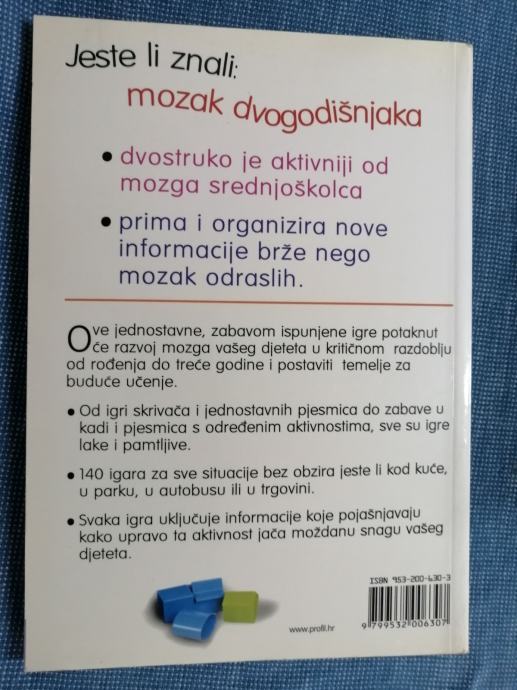 Jeste li znali:
mozak dvogodišnjaka
• dvostruko je aktivniji od
mozga srednjoškolca
• prima i organizira nove
informacije brže nego
mozak odraslih.
Ove jednostavne, zabavom ispunjene igre potaknut
će razvoj mozga vašeg djeteta u kritičnom razdoblju
od rođenja do treće godine i postaviti temelje za
buduće učenje.
• Od igri skrivača i jednostavnih pjesmica do zabave u
kadi i pjesmica s određenim aktivnostima, sve su igre
lake i pamtljive.
• 140 igara za sve situacije bez obzira jeste li kod kuće,
u parku, u autobusu ili u trgovini.
• Svaka igra uključuje informacije koje pojašnjavaju
kako upravo ta aktivnost jača moždanu snagu vašeg
djeteta.
ISBN 953-200-630-3
www.profil.hr
9 799532 006307